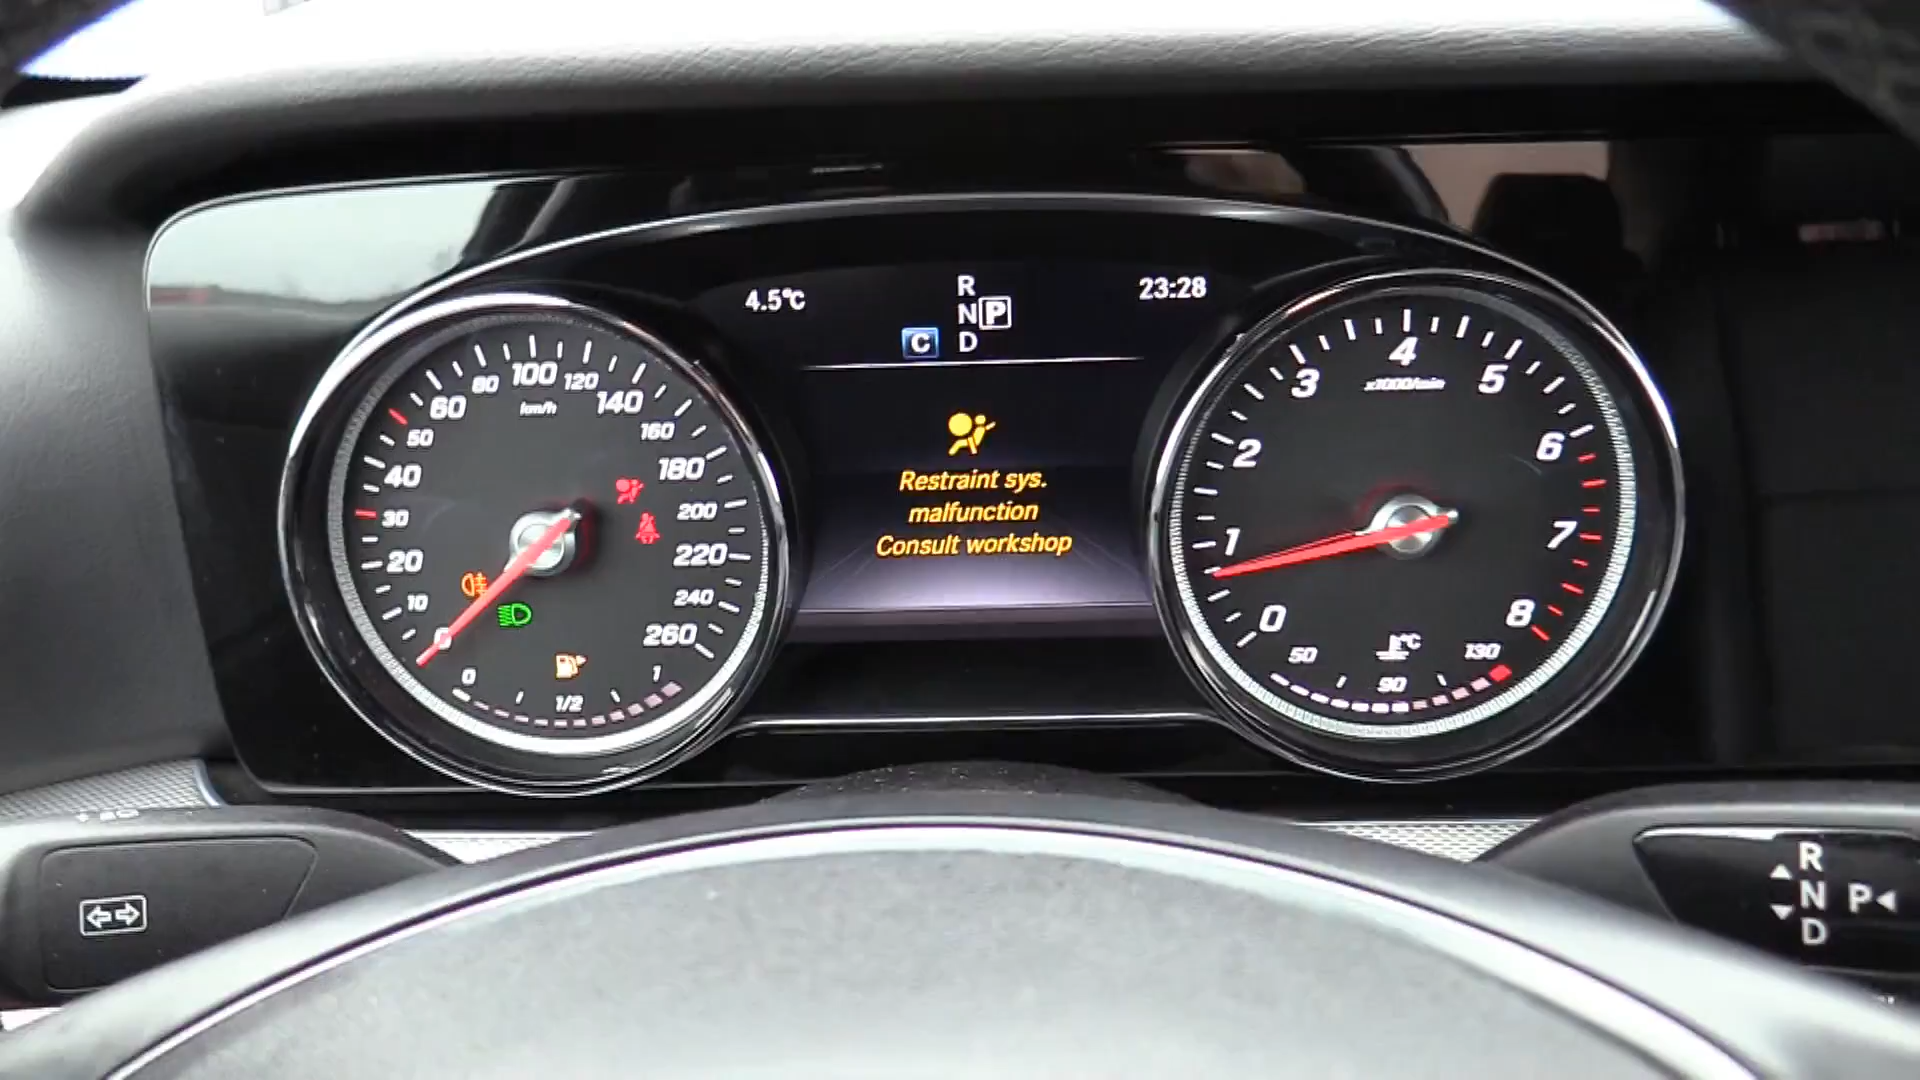 4.5°C
23:28
R
N P
C D
Restraint sys.
malfunction
Consult workshop
0
10
20
30
40
50
60
80
100
120
140
160
180
200
220
240
260
km/h
0
1/2
1
0
1
2
3
4
5
6
7
8
x1000/min
50
90
130
°C
R
N P
D